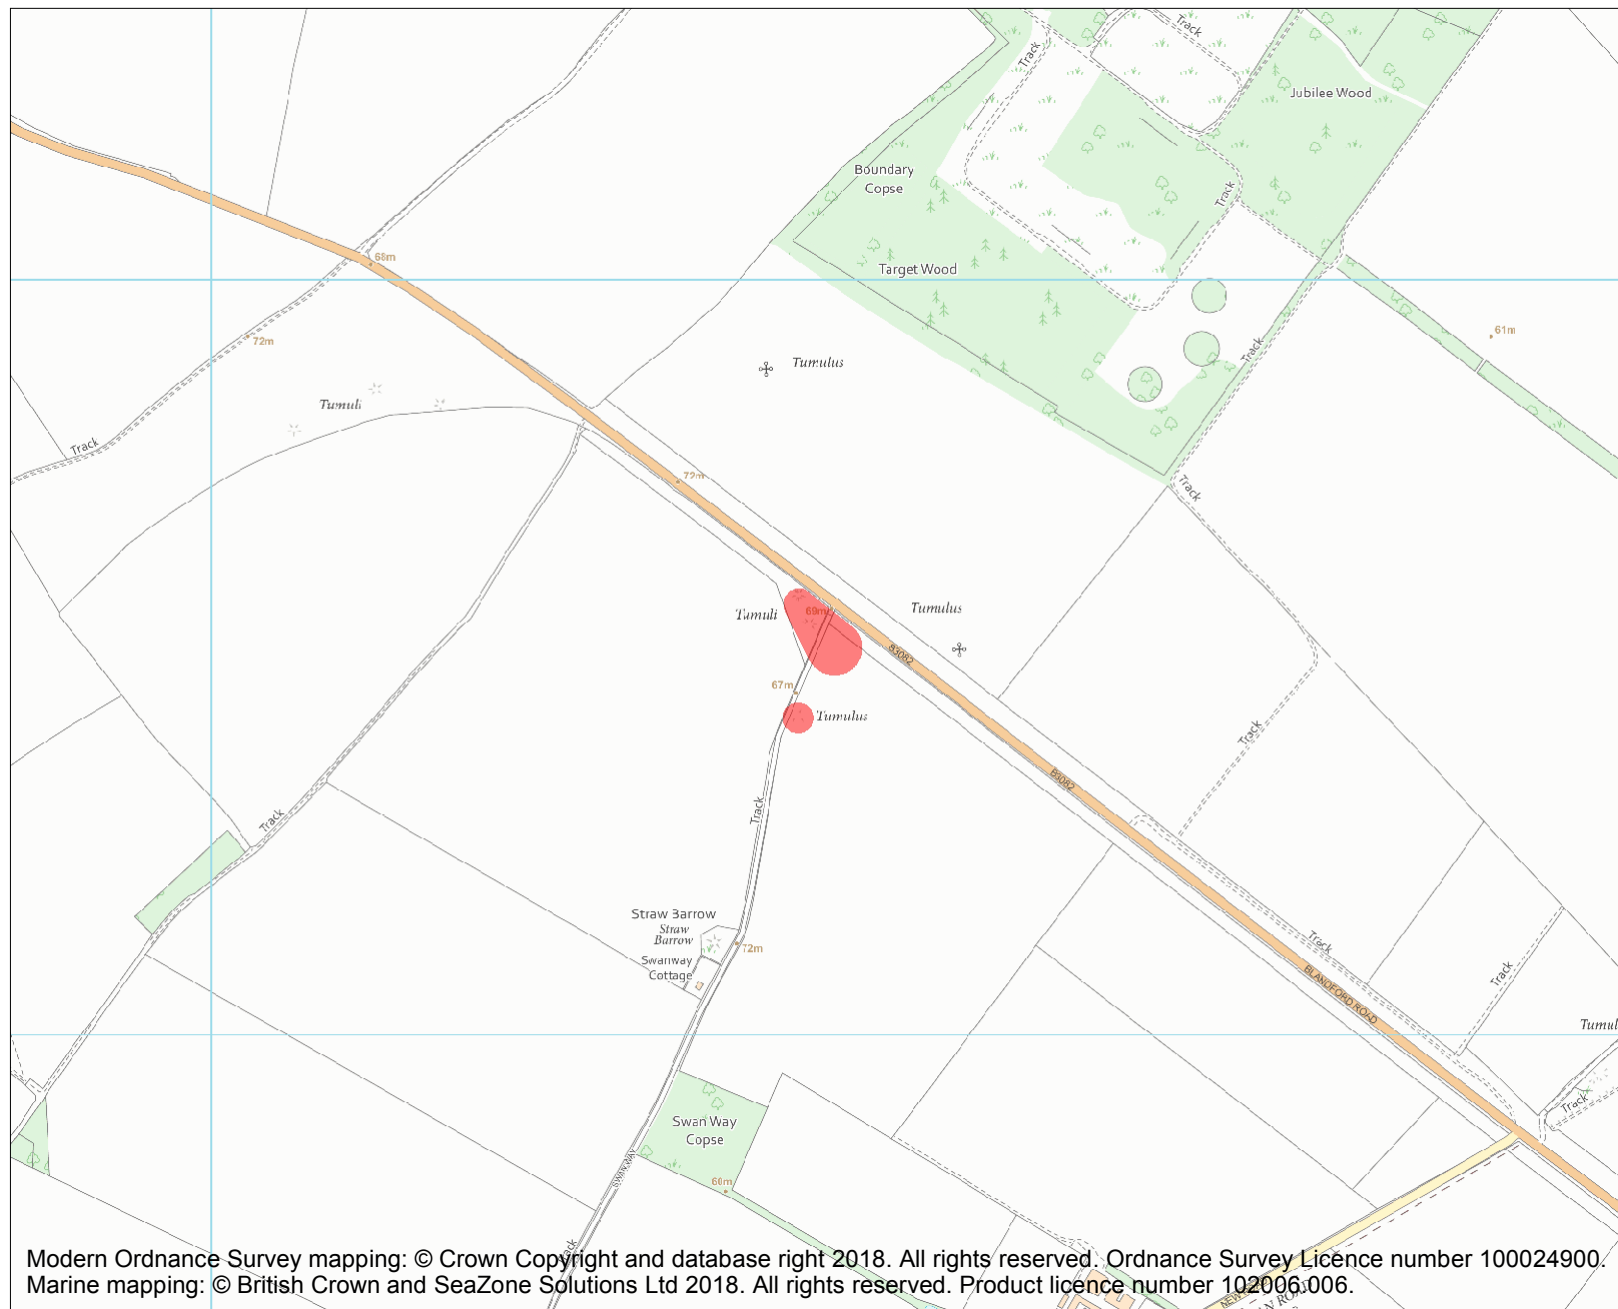 Track
Track
Jubilee Wood
Boundary
Copse
Track
Target Wood
68m
72m
61m
Tumulus
Track
Tumuli
Track
72m
Track
Tumuli
69m
Tumulus
B3082
67m
Tumulus
Track
B3082
Track
Track
Straw Barrow
Straw
Barrow
72m
Swanway
Cottage
Track
Track
BLANDFORD ROAD
Tumul
Track
Swan Way
Copse
SWAN WAY
60m
Modern Ordnance Survey mapping: © Crown Copyright and database right 2018. All rights reserved. Ordnance Survey Licence number 100024900.
Marine mapping: © British Crown and SeaZone Solutions Ltd 2018. All rights reserved. Product licence number 102006.006.